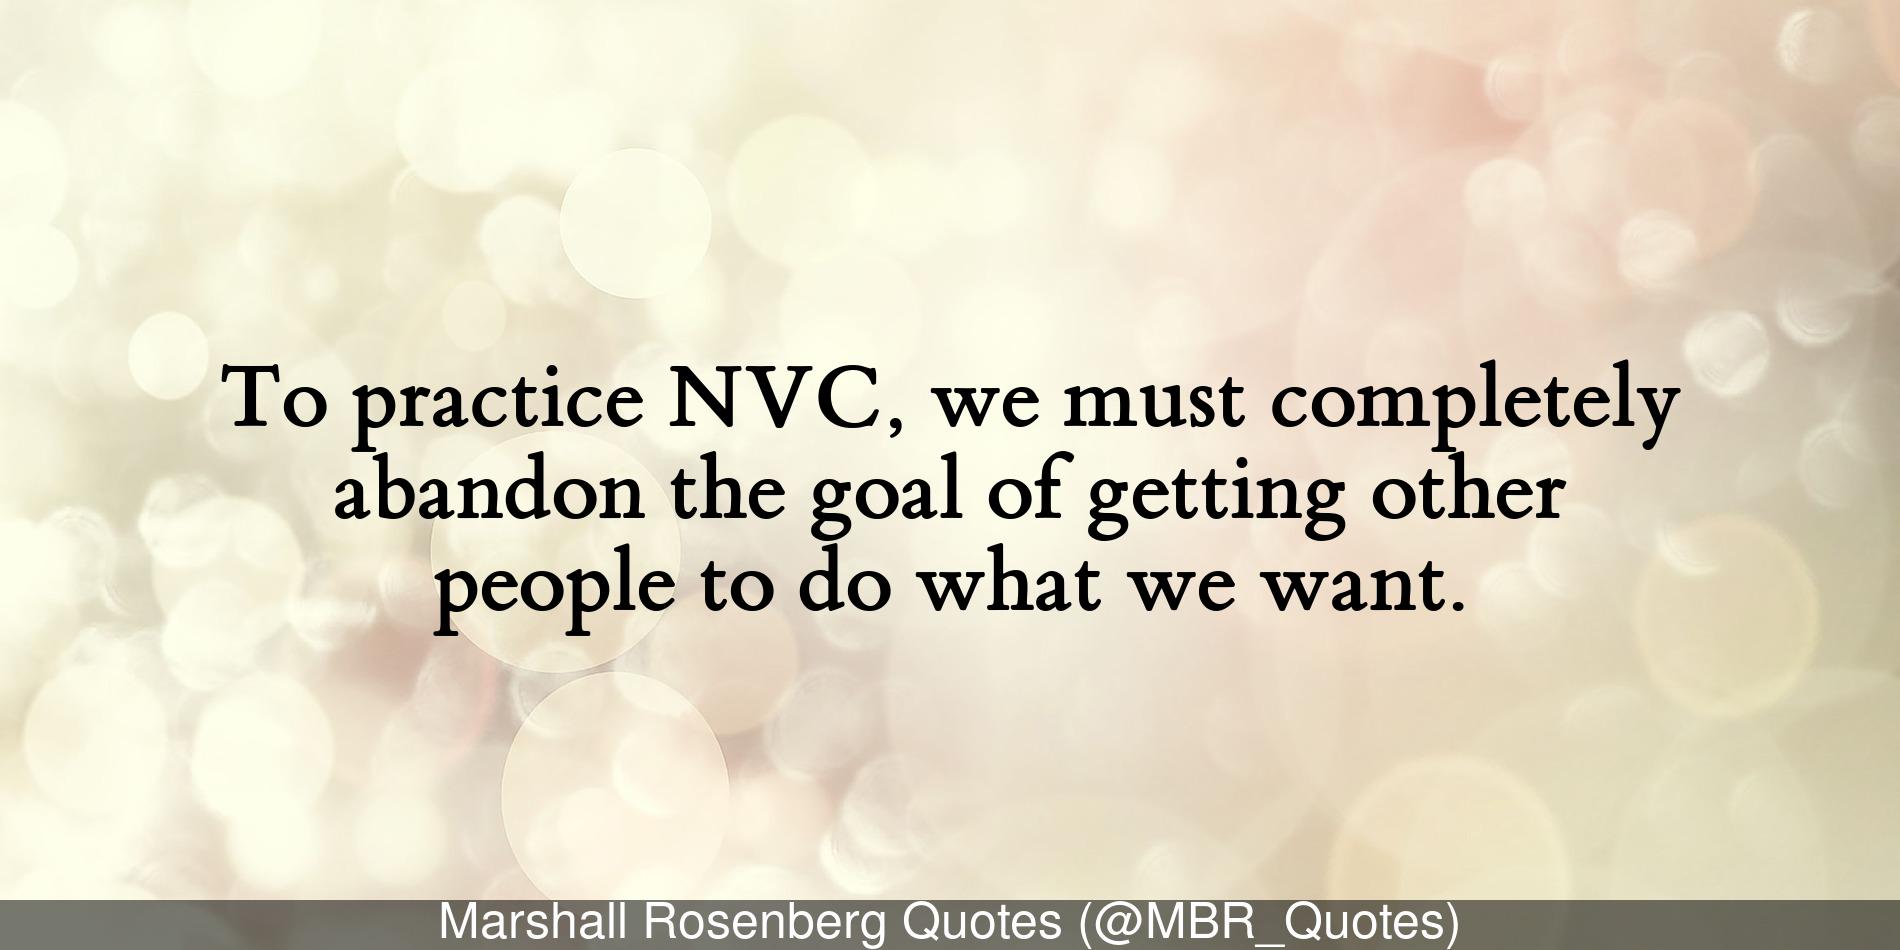 To practice NVC, we must completely
abandon the goal of getting other
people to do what we want.
Marshall Rosenberg Quotes (@MBR_Quotes)